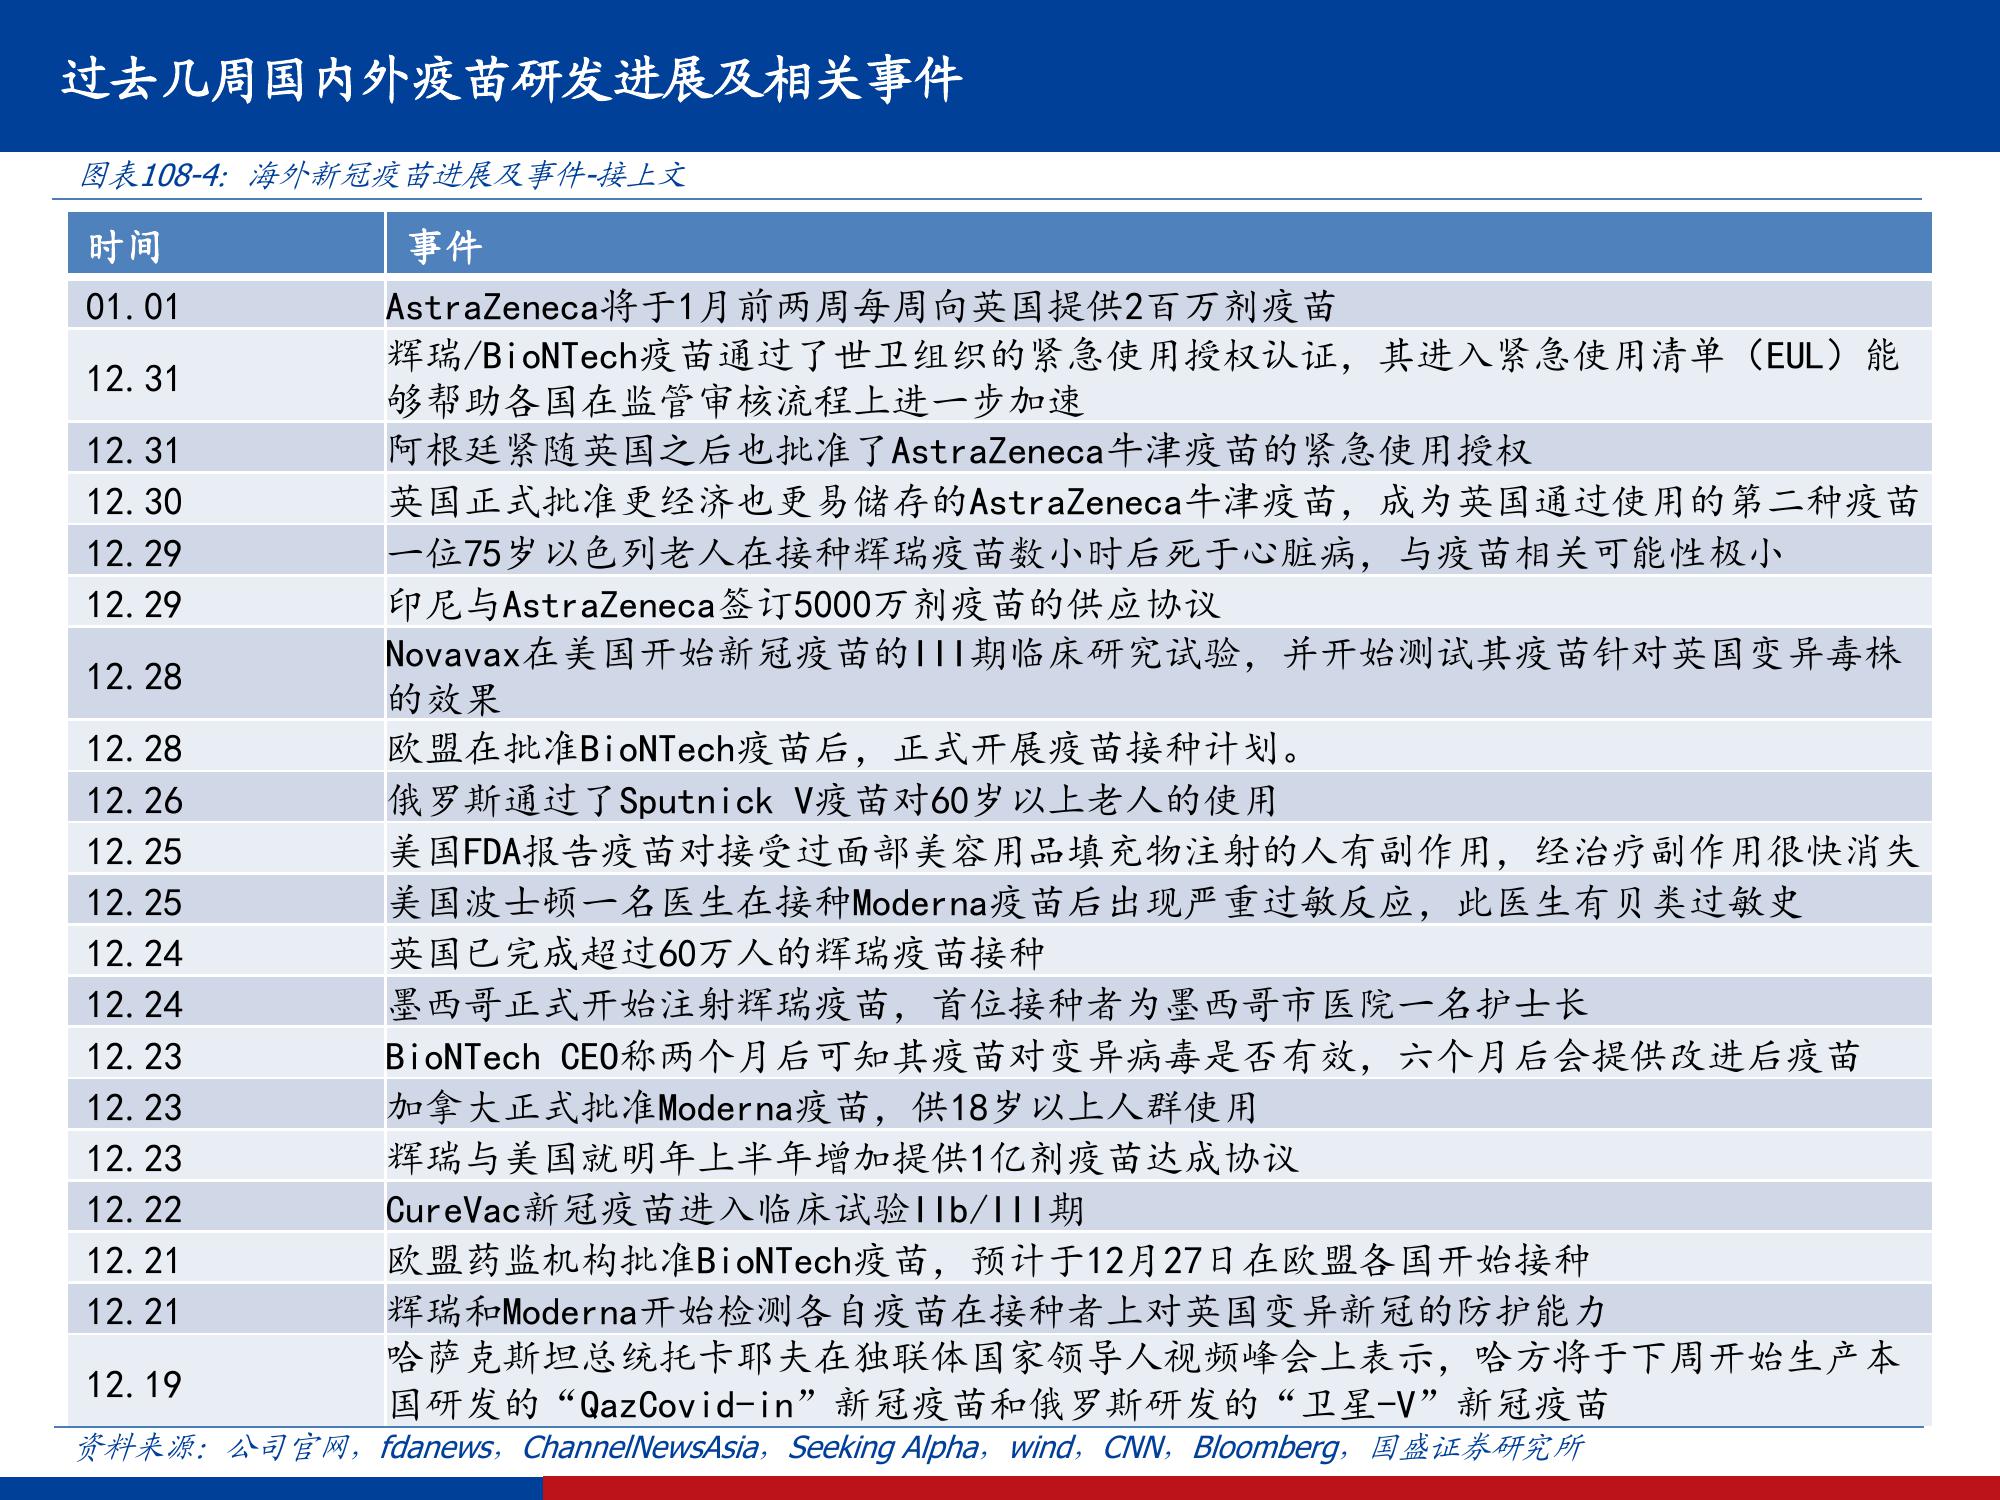 过去几周国内外疫苗研发进展及相关事件
图表108-4：海外新冠疫苗进展及事件-接上文
时间 事件
01.01 AstraZeneca将于1月前两周每周向英国提供2百万剂疫苗
12.31 辉瑞/BioNTech疫苗通过了世卫组织的紧急使用授权认证，其进入紧急使用清单（EUL）能
够帮助各国在监管审核流程上进一步加速
12.31 阿根廷紧随英国之后也批准了AstraZeneca牛津疫苗的紧急使用授权
12.30 英国正式批准更经济也更易储存的AstraZeneca牛津疫苗，成为英国通过使用的第二种疫苗
12.29 一位75岁以色列老人在接种辉瑞疫苗数小时后死于心脏病，与疫苗相关可能性极小
12.29 印尼与AstraZeneca签订5000万剂疫苗的供应协议
12.28 Novavax在美国开始新冠疫苗的III期临床研究试验，并开始测试其疫苗针对英国变异毒株
的效果
12.28 欧盟在批准BioNTech疫苗后，正式开展疫苗接种计划。
12.26 俄罗斯通过了Sputnick V疫苗对60岁以上老人的使用
12.25 美国FDA报告疫苗对接受过面部美容用品填充物注射的人有副作用，经治疗副作用很快消失
12.25 美国波士顿一名医生在接种Moderna疫苗后出现严重过敏反应，此医生有贝类过敏史
12.24 英国已完成超过60万人的辉瑞疫苗接种
12.24 墨西哥正式开始注射辉瑞疫苗，首位接种者为墨西哥市医院一名护士长
12.23 BioNTech CEO称两个月后可知其疫苗对变异病毒是否有效，六个月后会提供改进后疫苗
12.23 加拿大正式批准Moderna疫苗，供18岁以上人群使用
12.23 辉瑞与美国就明年上半年增加提供1亿剂疫苗达成协议
12.22 CureVac新冠疫苗进入临床试验IIb/III期
12.21 欧盟药监机构批准BioNTech疫苗，预计于12月27日在欧盟各国开始接种
12.21 辉瑞和Moderna开始检测各自疫苗在接种者上对英国变异新冠的防护能力
12.19 哈萨克斯坦总统托卡耶夫在独联体国家领导人视频峰会上表示，哈方将于下周开始生产本
国研发的“QazCovid-in”新冠疫苗和俄罗斯研发的“卫星-V”新冠疫苗
资料来源：公司官网，fdanews，ChannelNewsAsia，Seeking Alpha，wind，CNN，Bloomberg，国盛证券研究所